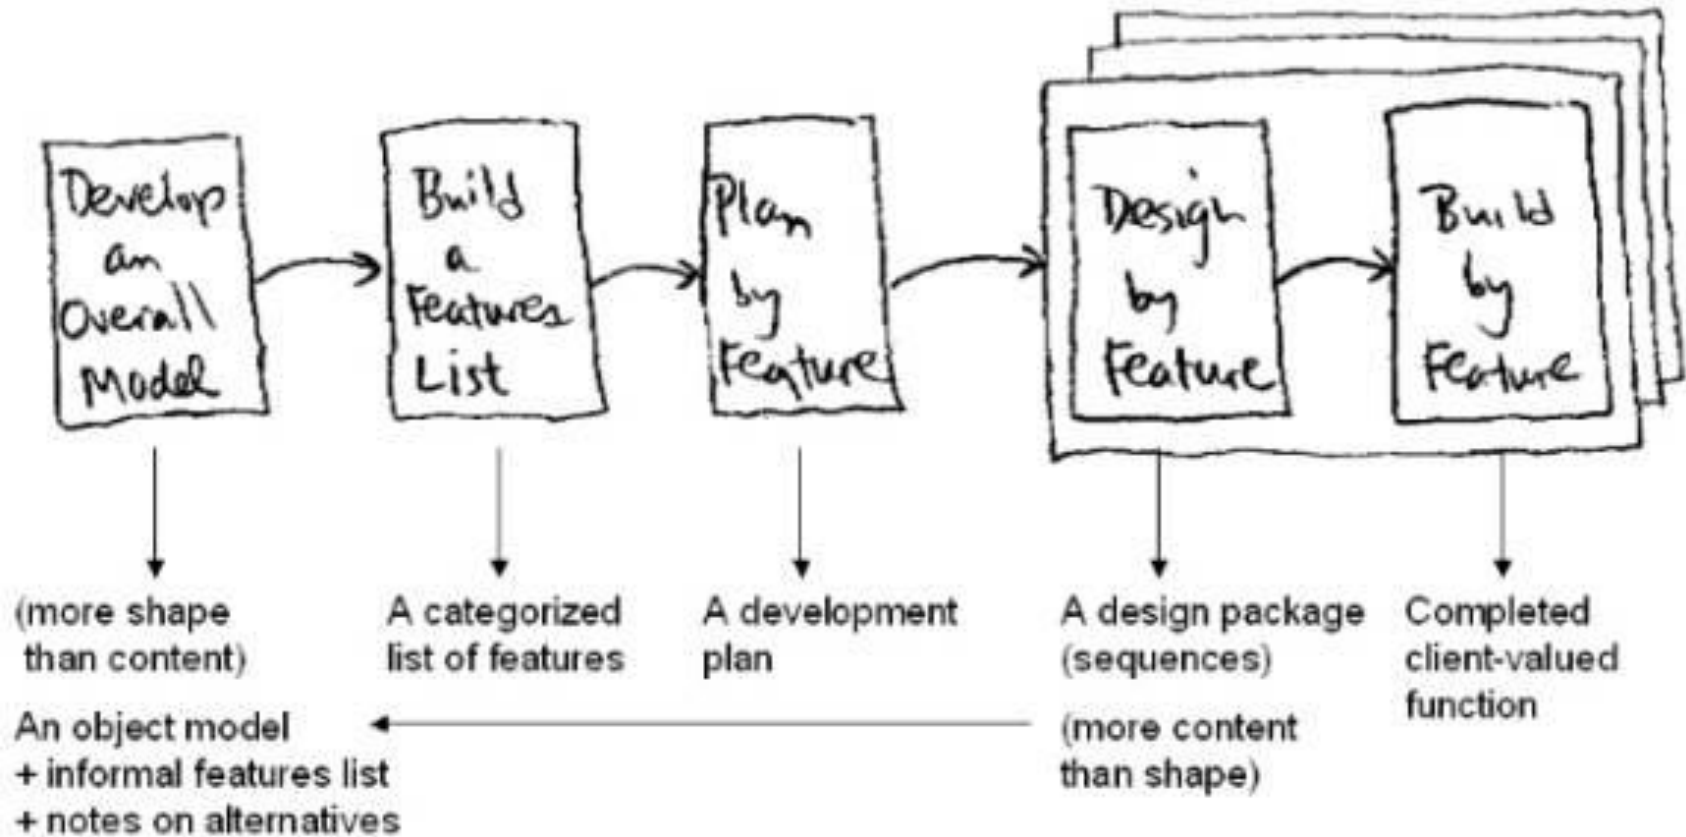 Develop
an
Overall
Model
Build
a
Features
List
Plan
by
Feature
Design
by
Feature
Build
by
Feature
(more shape
than content)
An object model
+ informal features list
+ notes on alternatives
A categorized
list of features
A development
plan
A design package
(sequences)
(more content
than shape)
Completed
client-valued
function